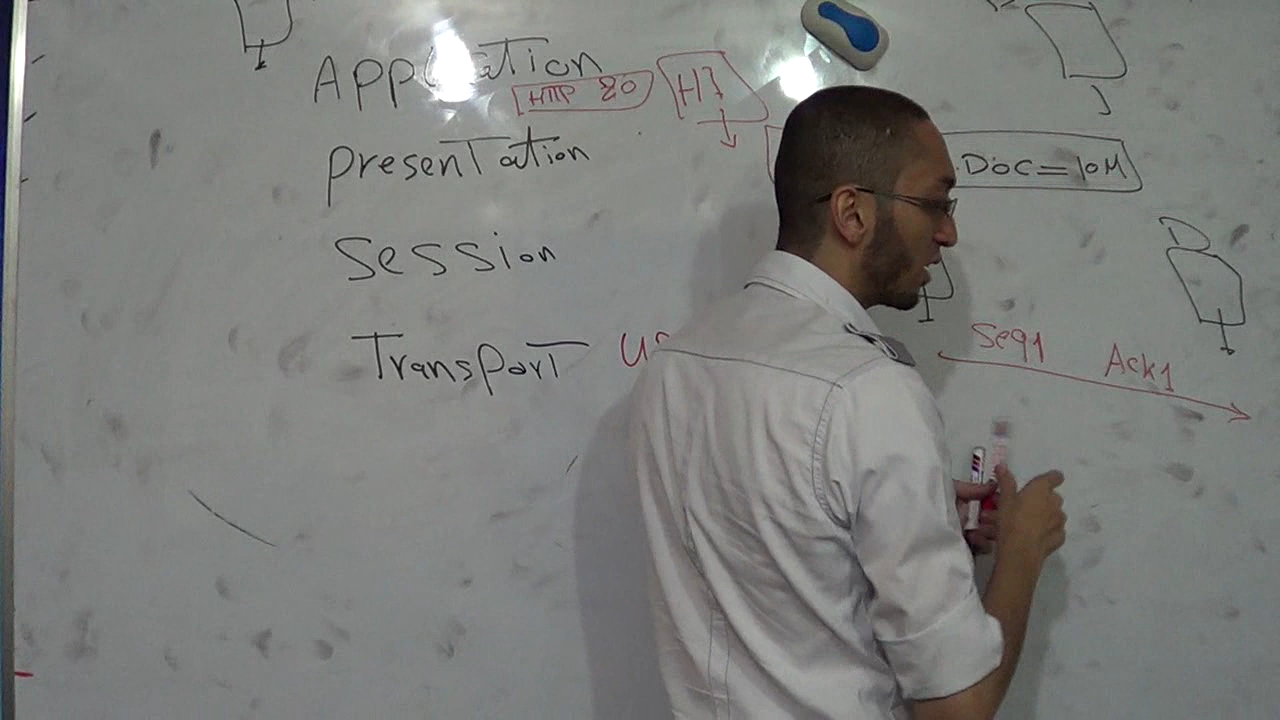 Application
HTTP 80
H7
Presentation
.DOC=10M
Session
D
Transport
Seq1 Ack1